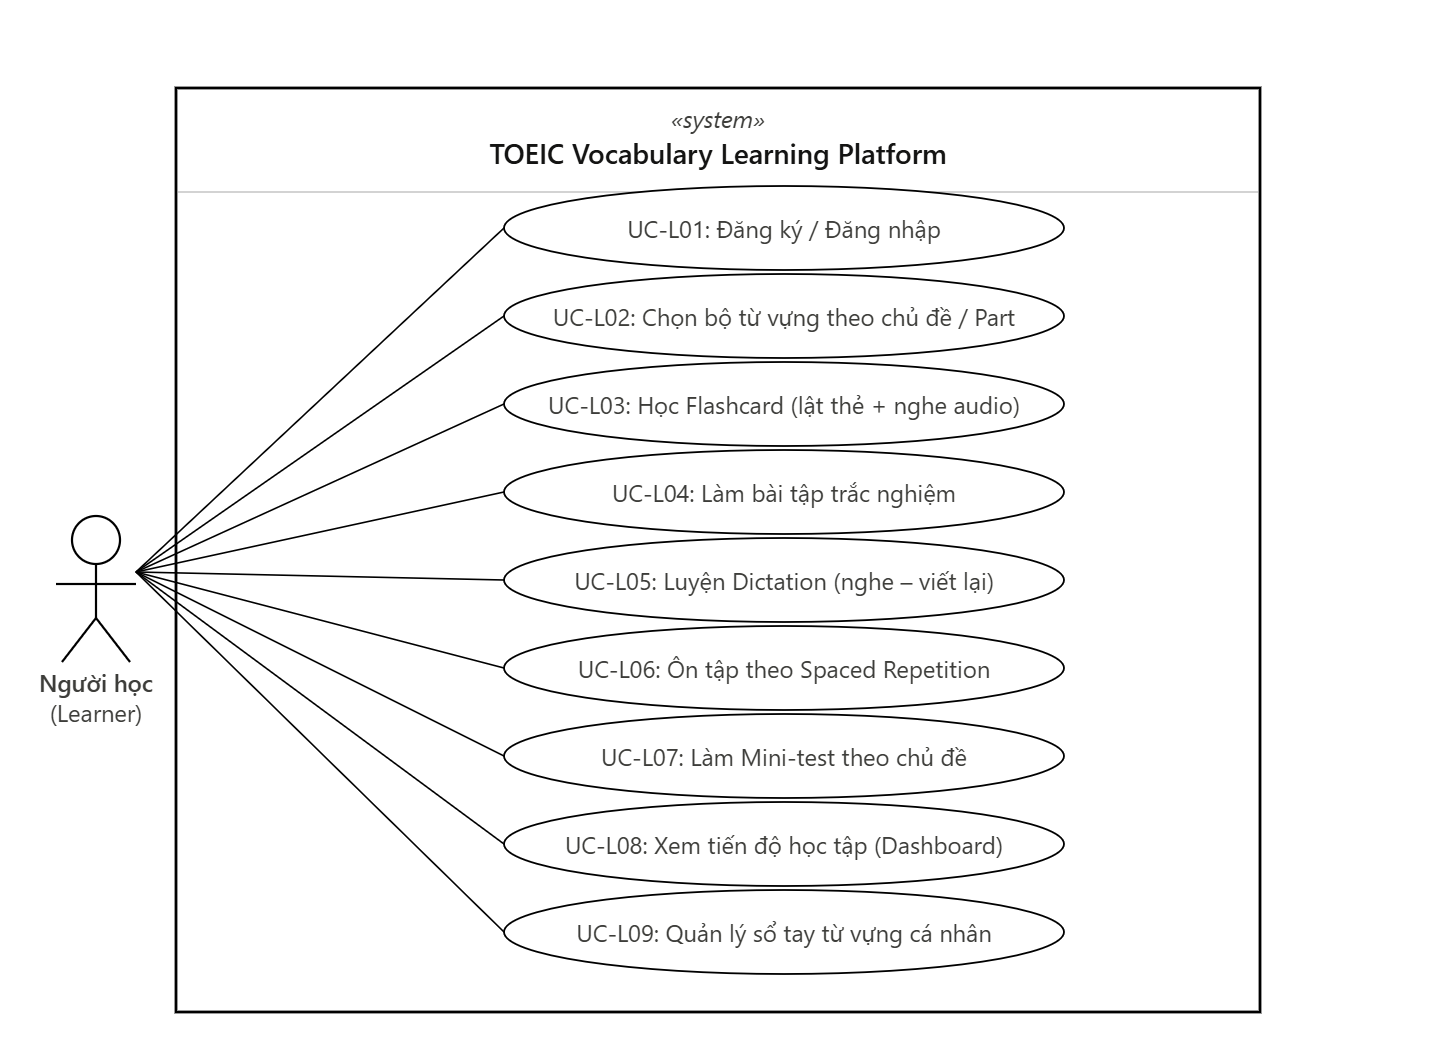 «system»
TOEIC Vocabulary Learning Platform
UC-L01: Đăng ký / Đăng nhập
UC-L02: Chọn bộ từ vựng theo chủ đề / Part
UC-L03: Học Flashcard (lật thẻ + nghe audio)
UC-L04: Làm bài tập trắc nghiệm
UC-L05: Luyện Dictation (nghe – viết lại)
UC-L06: Ôn tập theo Spaced Repetition
UC-L07: Làm Mini-test theo chủ đề
UC-L08: Xem tiến độ học tập (Dashboard)
UC-L09: Quản lý sổ tay từ vựng cá nhân
Người học
(Learner)